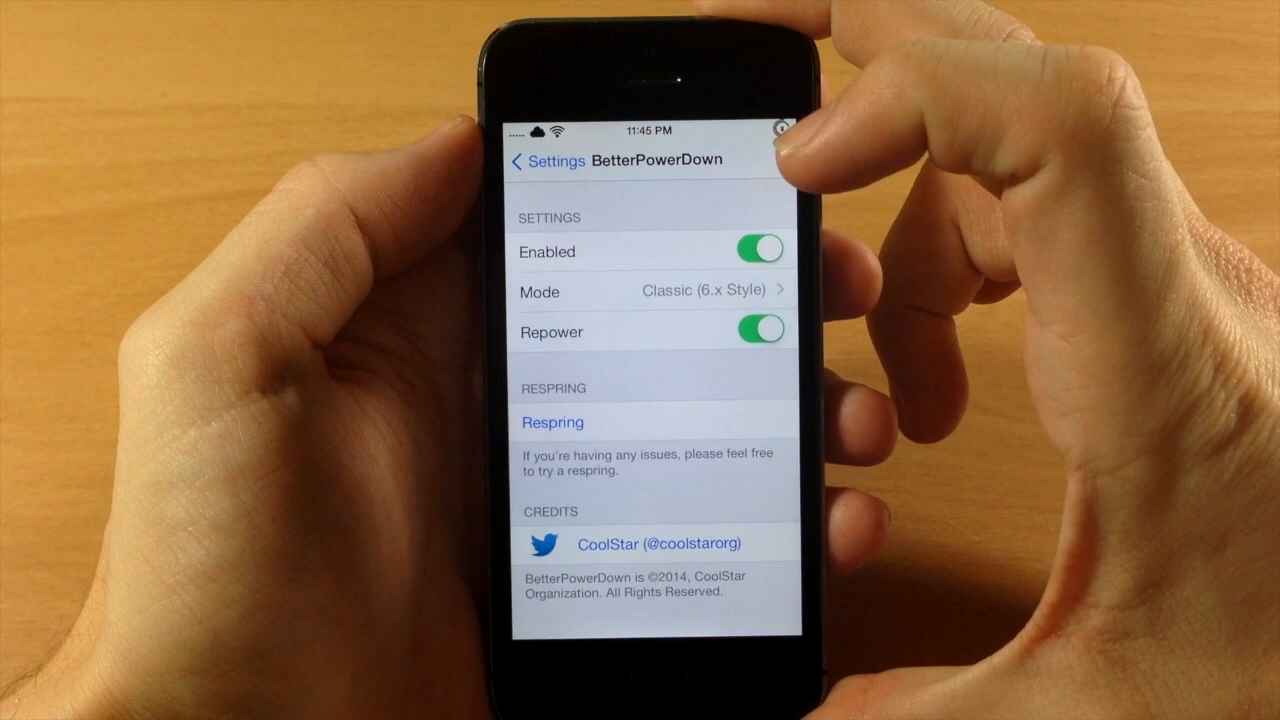 11:45 PM
Settings BetterPowerDown
SETTINGS
Enabled
Mode Classic (6.x Style)
Repower
RESPRING
Respring
If you're having any issues, please feel free
to try a respring.
CREDITS
CoolStar (@coolstarorg)
BetterPowerDown is ©2014, CoolStar
Organization. All Rights Reserved.